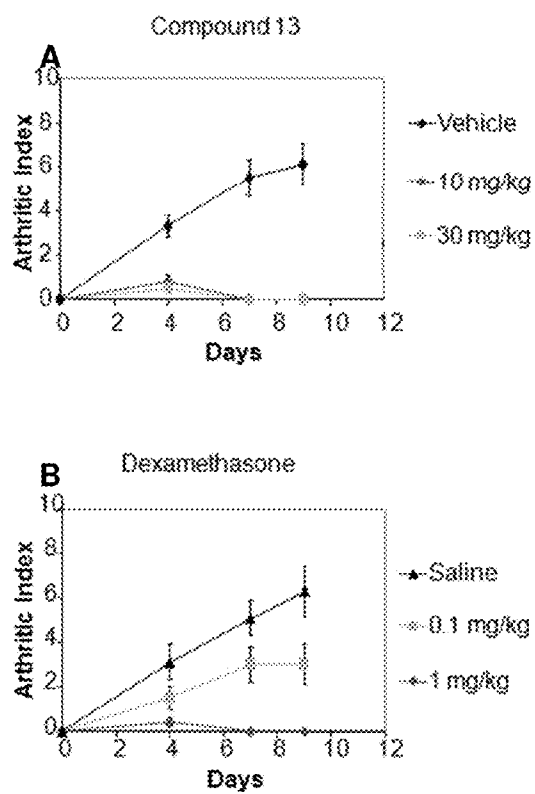 Compound 13
A
10
8
6
4
2
0
Arthritic Index
0 2 4 6 8 10 12
Days
Vehicle
10 mg/kg
30 mg/kg
B
Dexamethasone
10
8
6
4
2
0
Arthritic Index
0 2 4 6 8 10 12
Days
Saline
0.1 mg/kg
1 mg/kg